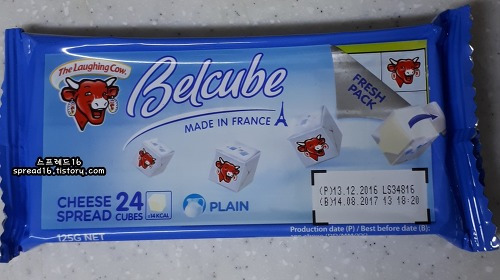 The Laughing Cow®
Belcube
MADE IN FRANCE
FRESH
PACK
스프레드16
spread16.tistory.com
CHEESE
SPREAD
24
CUBES
PLAIN
125G NET
(P)13.12.2016 LS34816
(B)14.08.2017 13 18 20
Production date (P) / Best before date (B):